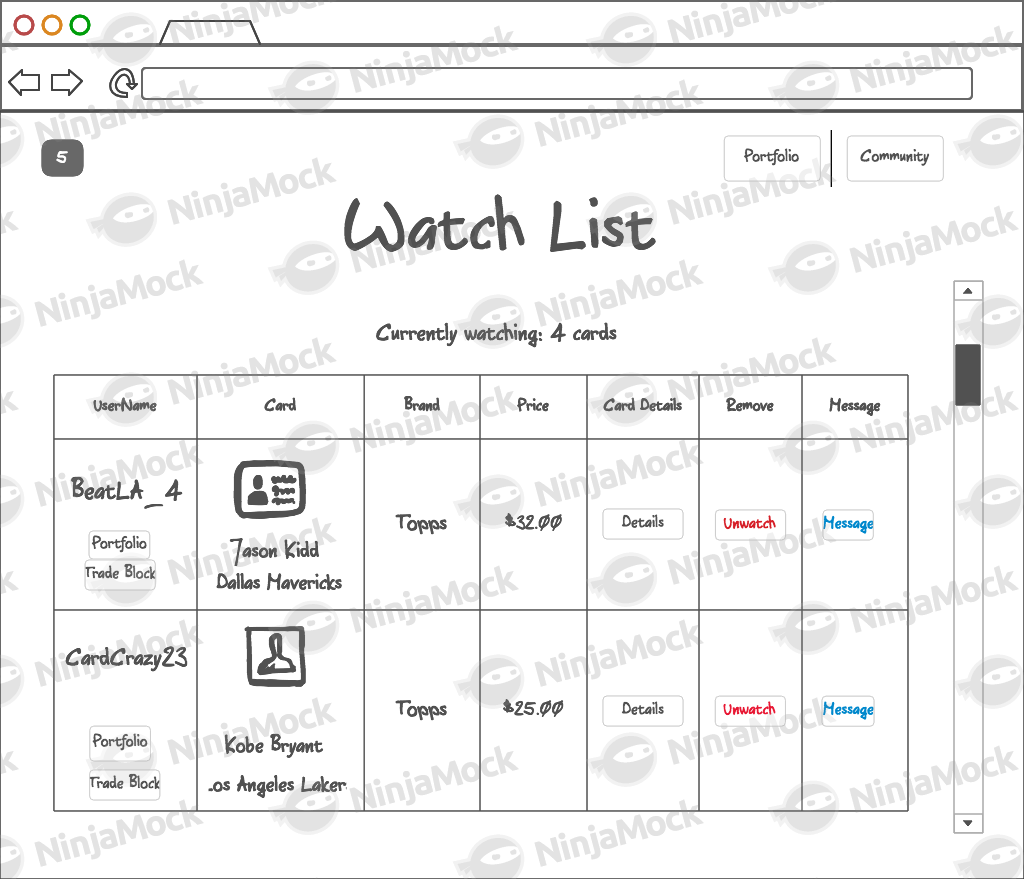 5
Portfolio
Community
Watch List
Currently watching: 4 cards
UserName
Card
Brand
Price
Card Details
Remove
Message
BeatLA_4
Portfolio
Trade Block
Jason Kidd
Dallas Mavericks
Topps
$32.00
Details
Unwatch
Message
CardCrazy23
Portfolio
Trade Block
Kobe Bryant
Los Angeles Laker
Topps
$25.00
Details
Unwatch
Message
NinjaMock